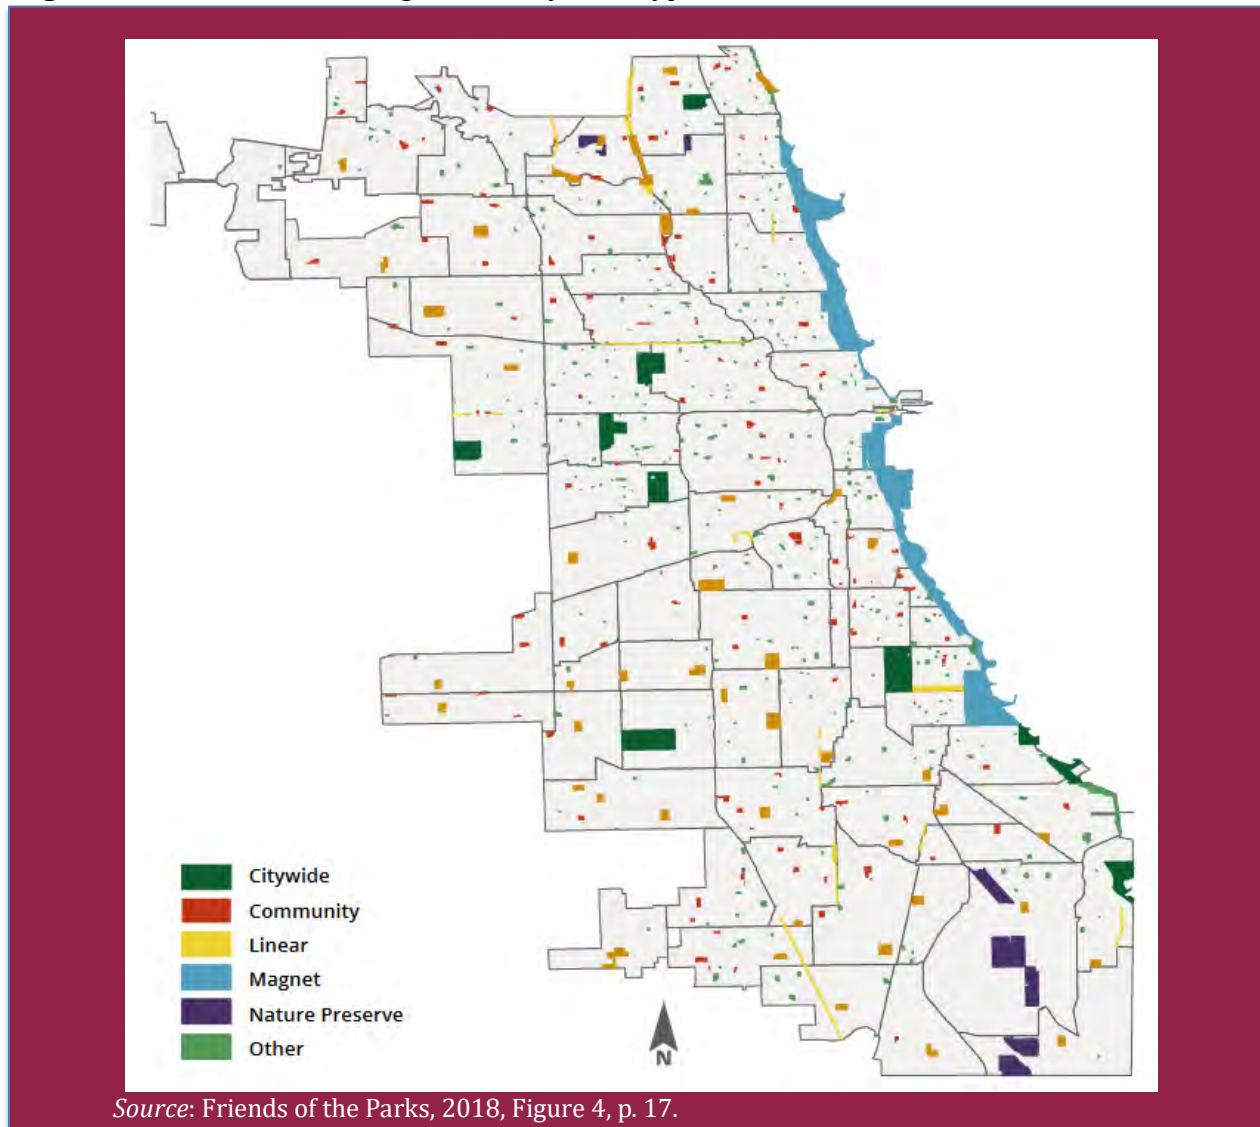 Citywide
Community
Linear
Magnet
Nature Preserve
Other
N
Source: Friends of the Parks, 2018, Figure 4, p. 17.